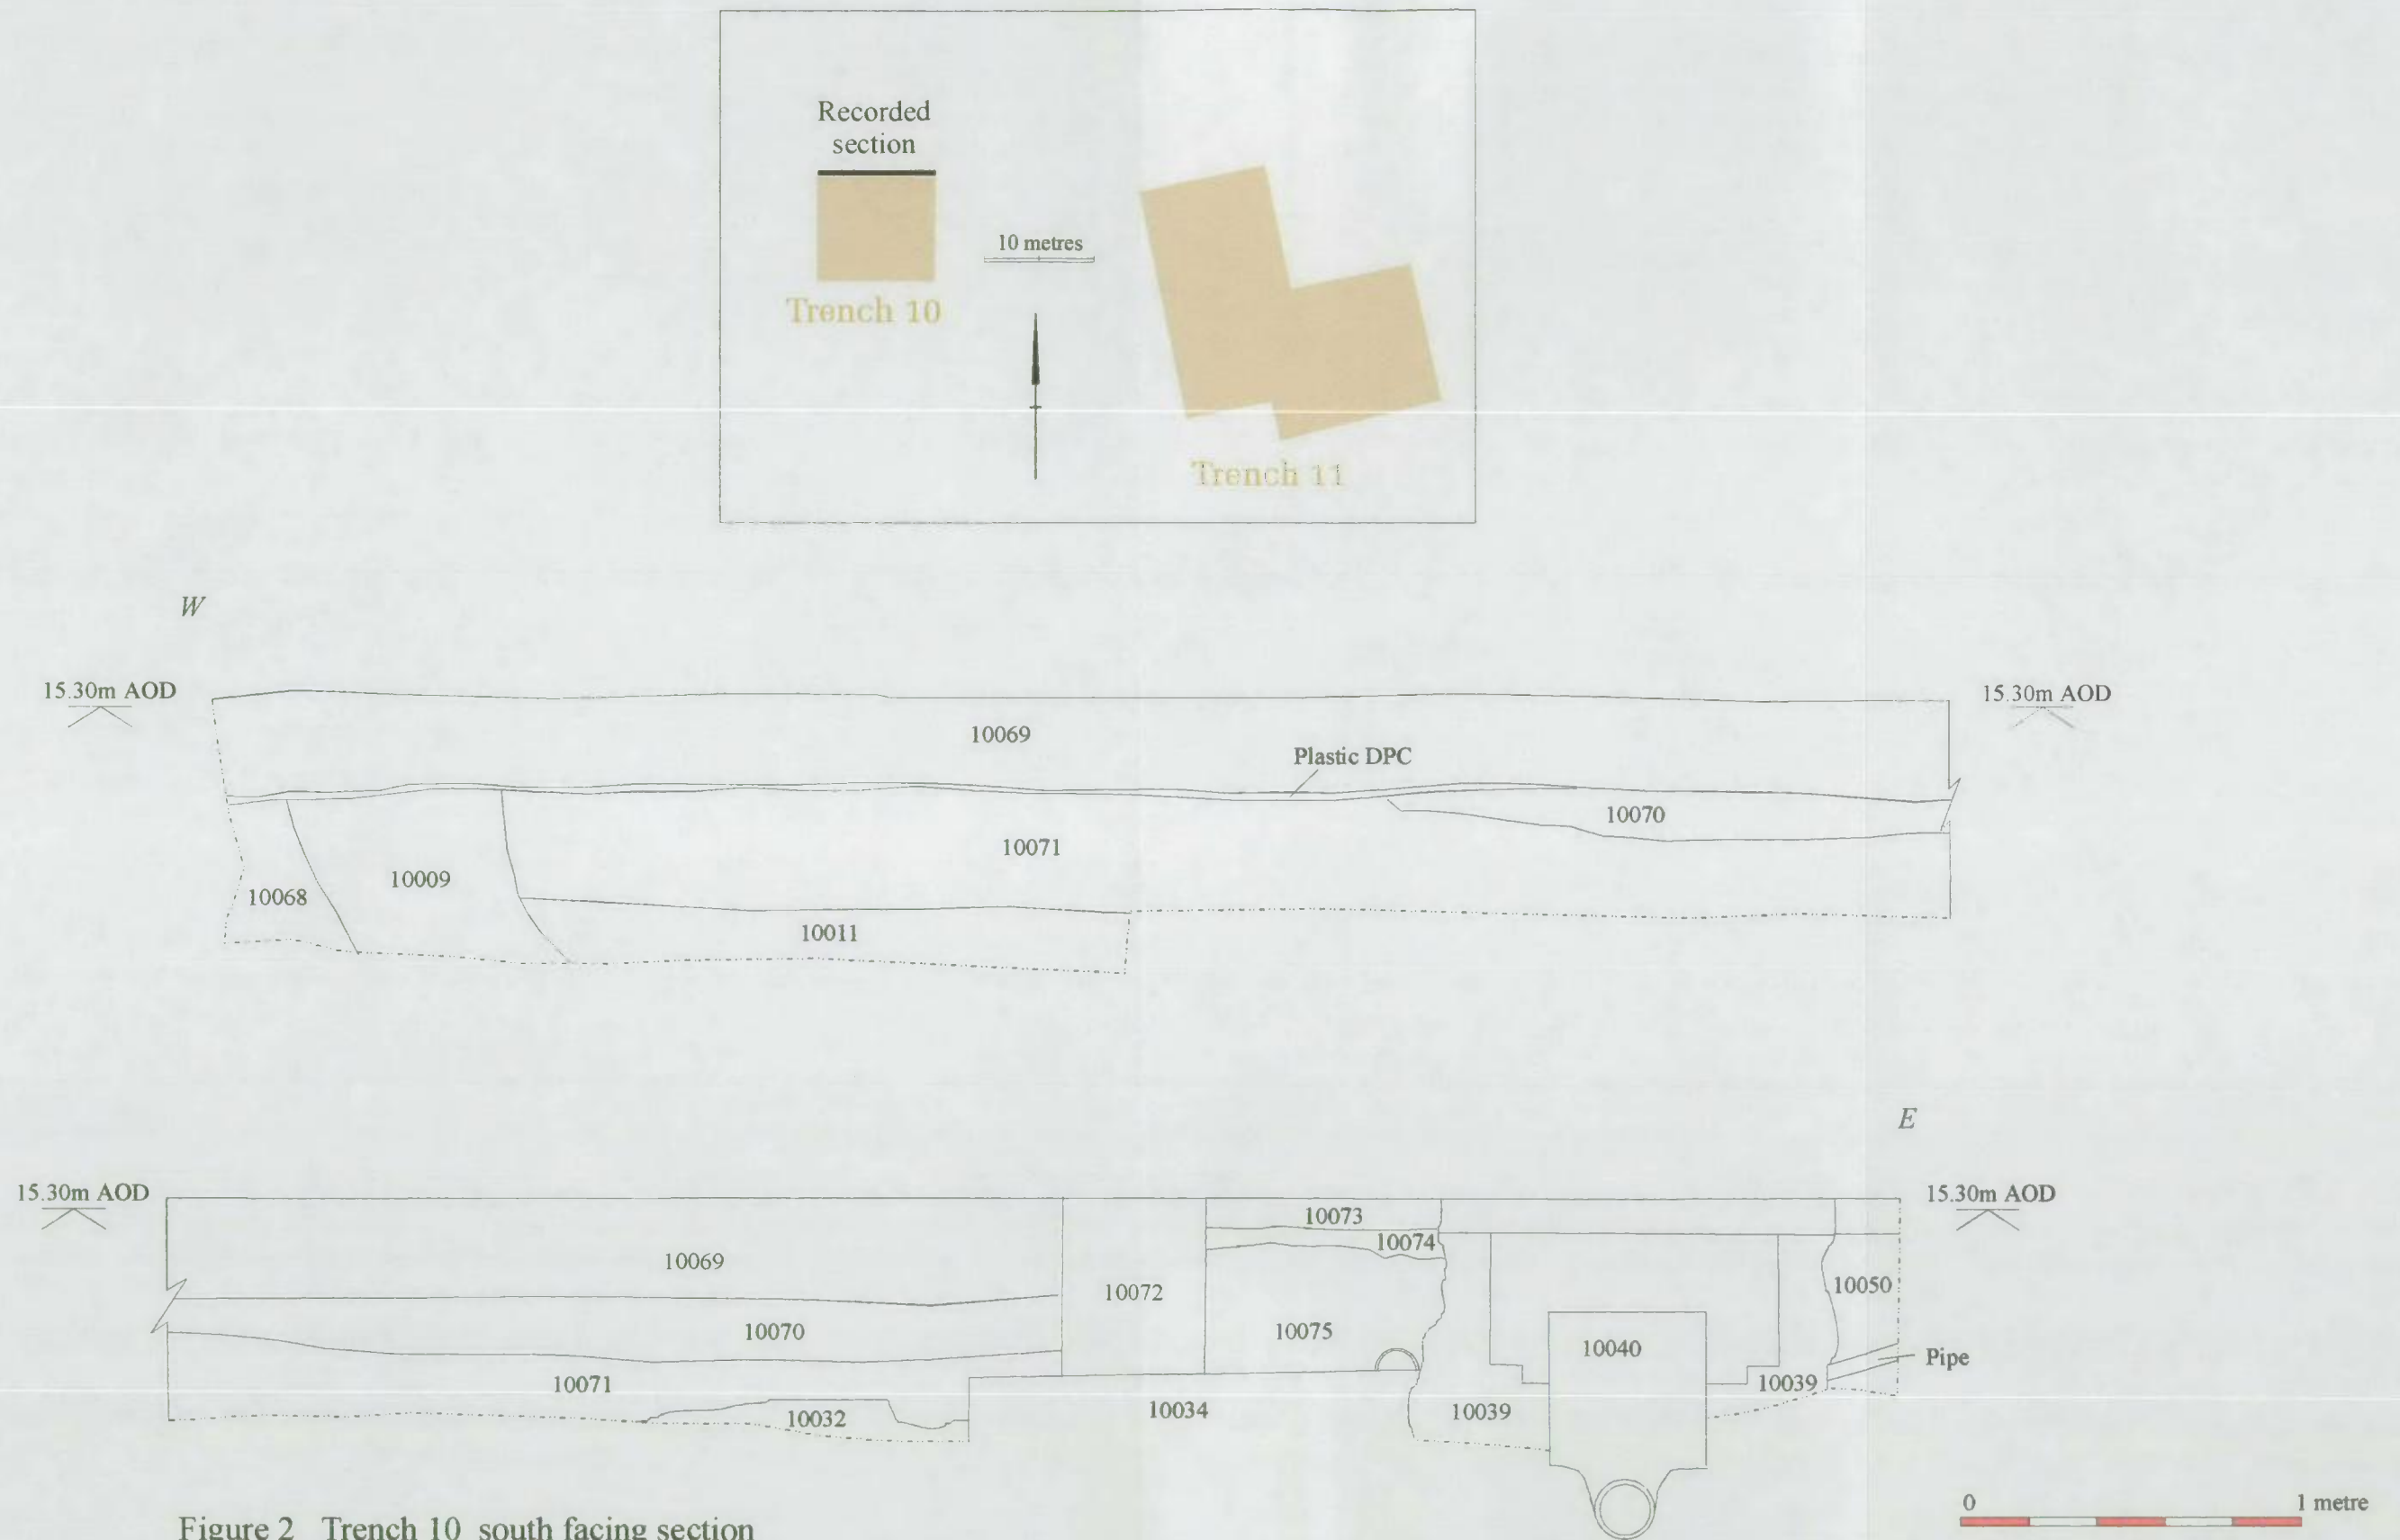 Recorded
section
10 metres
Trench 10
Trench 11
W
15.30m AOD
15.30m AOD
10069
Plastic DPC
10070
10071
10009
10068
10011
E
15.30m AOD
15.30m AOD
10073
10074
10069
10050
10072
10070
10075
10040
Pipe
10071
10039
10032
10034
10039
0 1 metre
Figure 2 Trench 10 south facing section